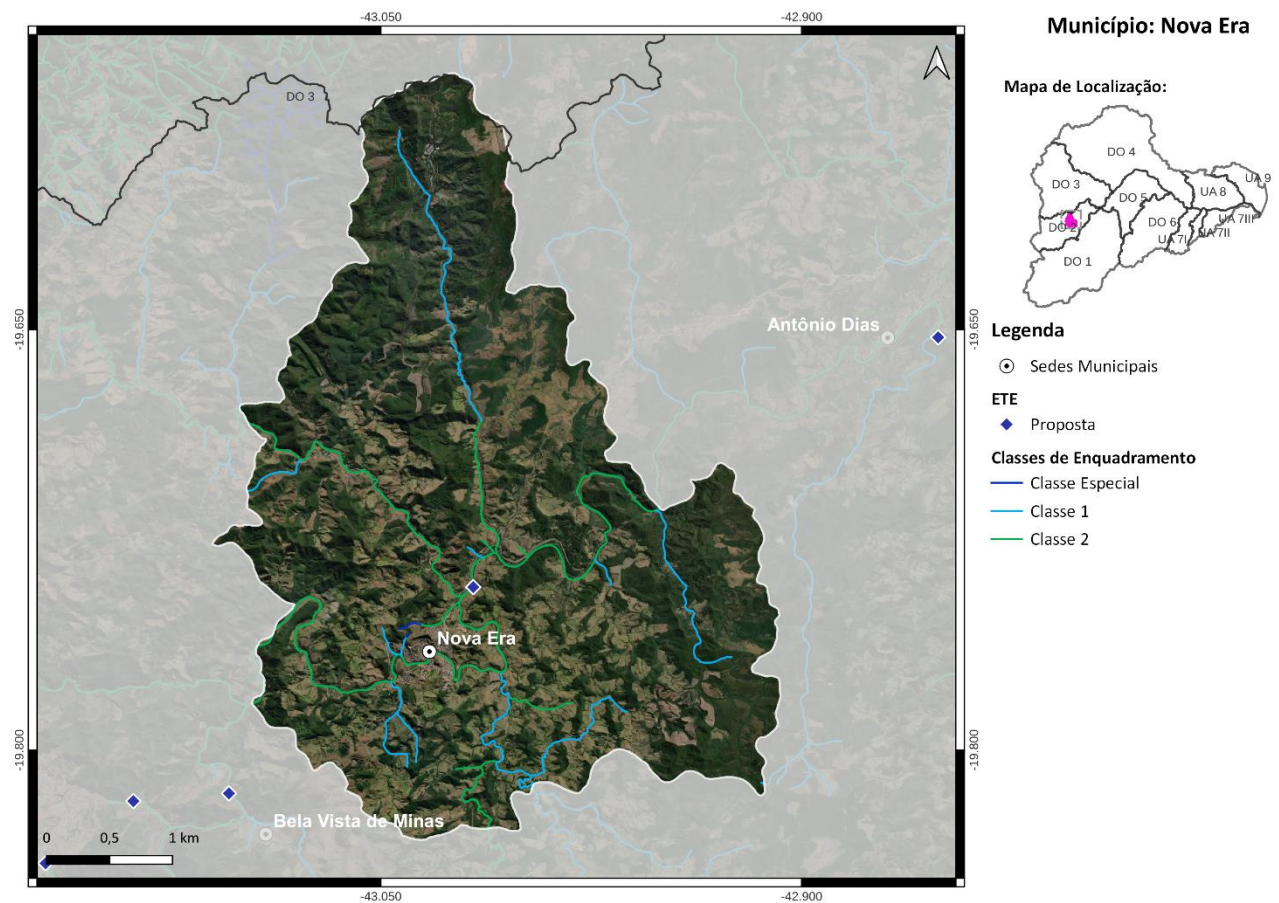 Município: Nova Era
-43.050
-42.900
DO 3
Mapa de Localização:
DO 4
DO 3
UA 9
UA 8
DO 5
DO 2
DO 6
UA 7III
UA 7II
UA 7I
DO 1
-19.650
-19.650
Antônio Dias
Legenda
Sedes Municipais
ETE
Proposta
Classes de Enquadramento
Classe Especial
Classe 1
Classe 2
Nova Era
-19.800
-19.800
Bela Vista de Minas
0 0,5 1 km
-43.050
-42.900